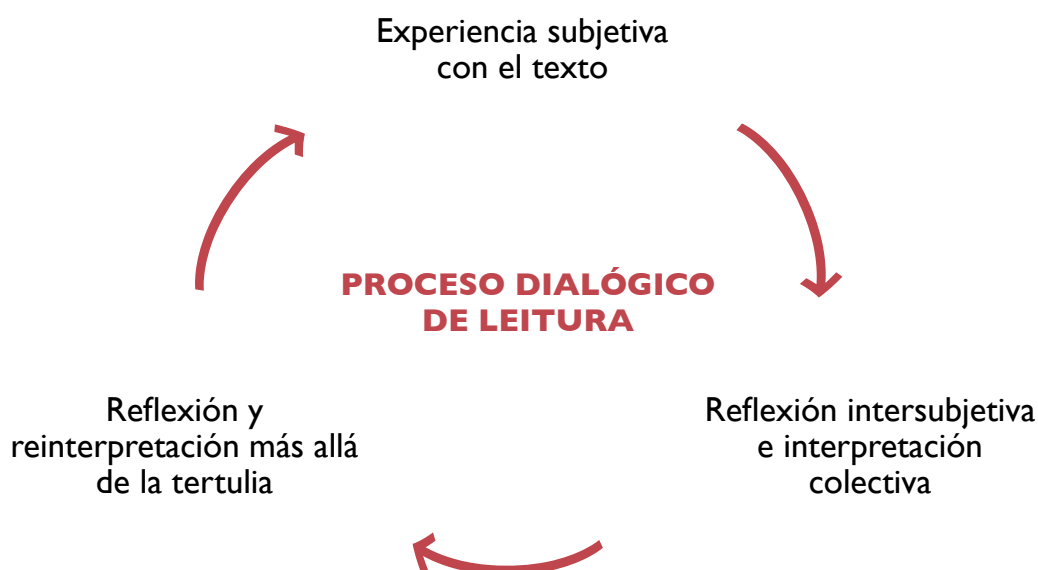 Experiencia subjetiva
con el texto
PROCESO DIALÓGICO
DE LEITURA
Reflexión y
reinterpretación más allá
de la tertulia
Reflexión intersubjetiva
e interpretación
colectiva